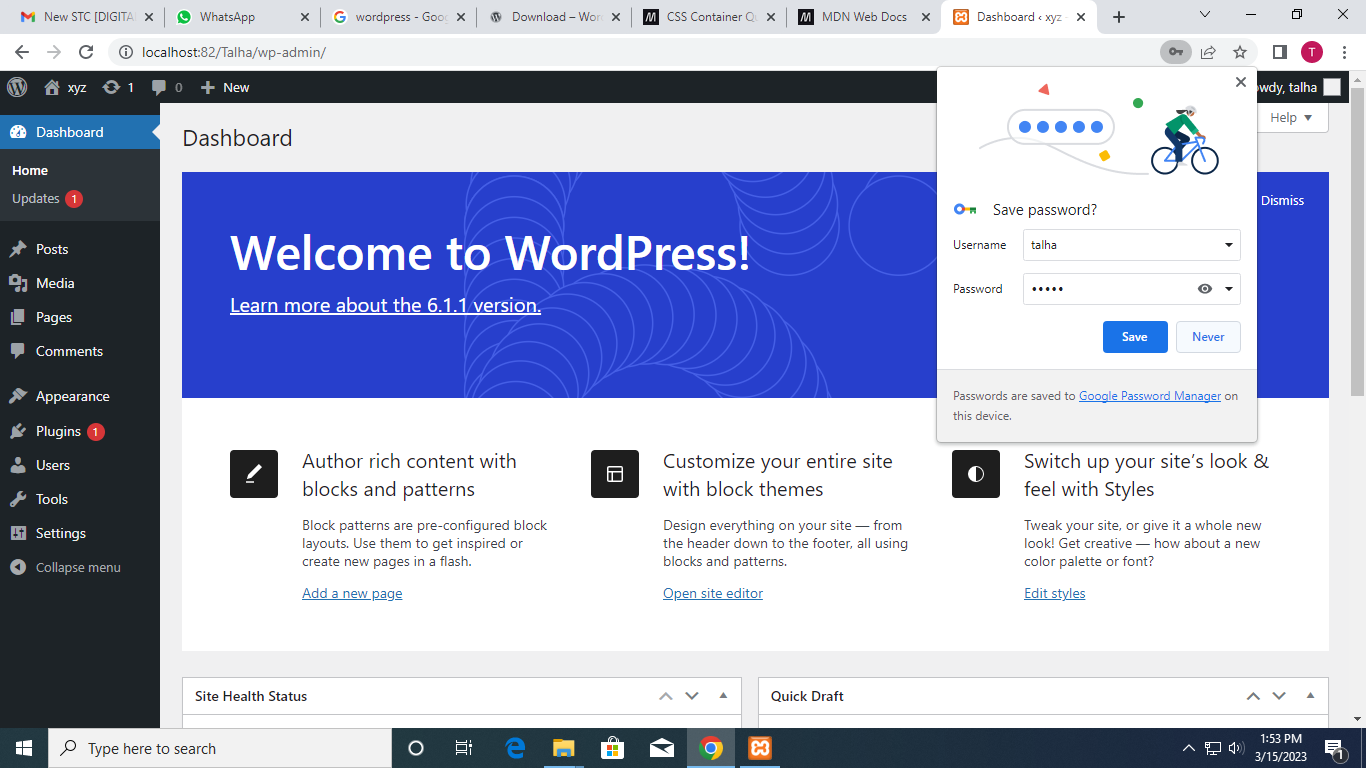 New STC [DIGITA
WhatsApp
wordpress - Goo
Download – Wor
CSS Container Qu
MDN Web Docs
Dashboard ‹ xyz
localhost:82/Talha/wp-admin/
T
xyz
1
0
New
wdy, talha
Dashboard
Home
Updates 1
Posts
Media
Pages
Comments
Appearance
Plugins 1
Users
Tools
Settings
Collapse menu
Dashboard
Help
Welcome to WordPress!
Learn more about the 6.1.1 version.
Dismiss
Save password?
Username talha
Password •••••
Save Never
Passwords are saved to Google Password Manager on
this device.
Author rich content with
blocks and patterns
Block patterns are pre-configured block
layouts. Use them to get inspired or
create new pages in a flash.
Add a new page
Customize your entire site
with block themes
Design everything on your site — from
the header down to the footer, all using
blocks and patterns.
Open site editor
Switch up your site’s look &
feel with Styles
Tweak your site, or give it a whole new
look! Get creative — how about a new
color palette or font?
Edit styles
Site Health Status
Quick Draft
Type here to search
1:53 PM
3/15/2023
1